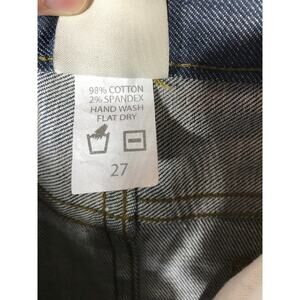 98% COTTON
2% SPANDEX
HAND WASH
FLAT DRY
27